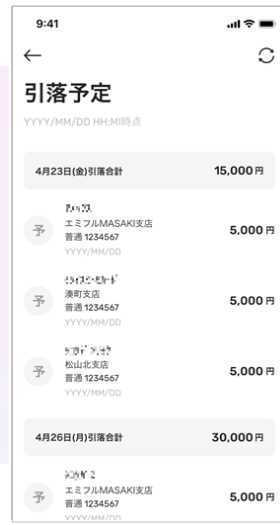 9:41
引落予定
YYYY/MM/DD HH:MI時点
4月23日(金)引落合計 15,000円
エミフルMASAKI支店
予 普通 1234567 5,000円
YYYY/MM/DD
湊町支店
予 普通 1234567 5,000円
YYYY/MM/DD
松山北支店
予 普通 1234567 5,000円
YYYY/MM/DD
4月26日(月)引落合計 30,000円
エミフルMASAKI支店
予 普通 1234567 5,000円
YYYY/MM/DD